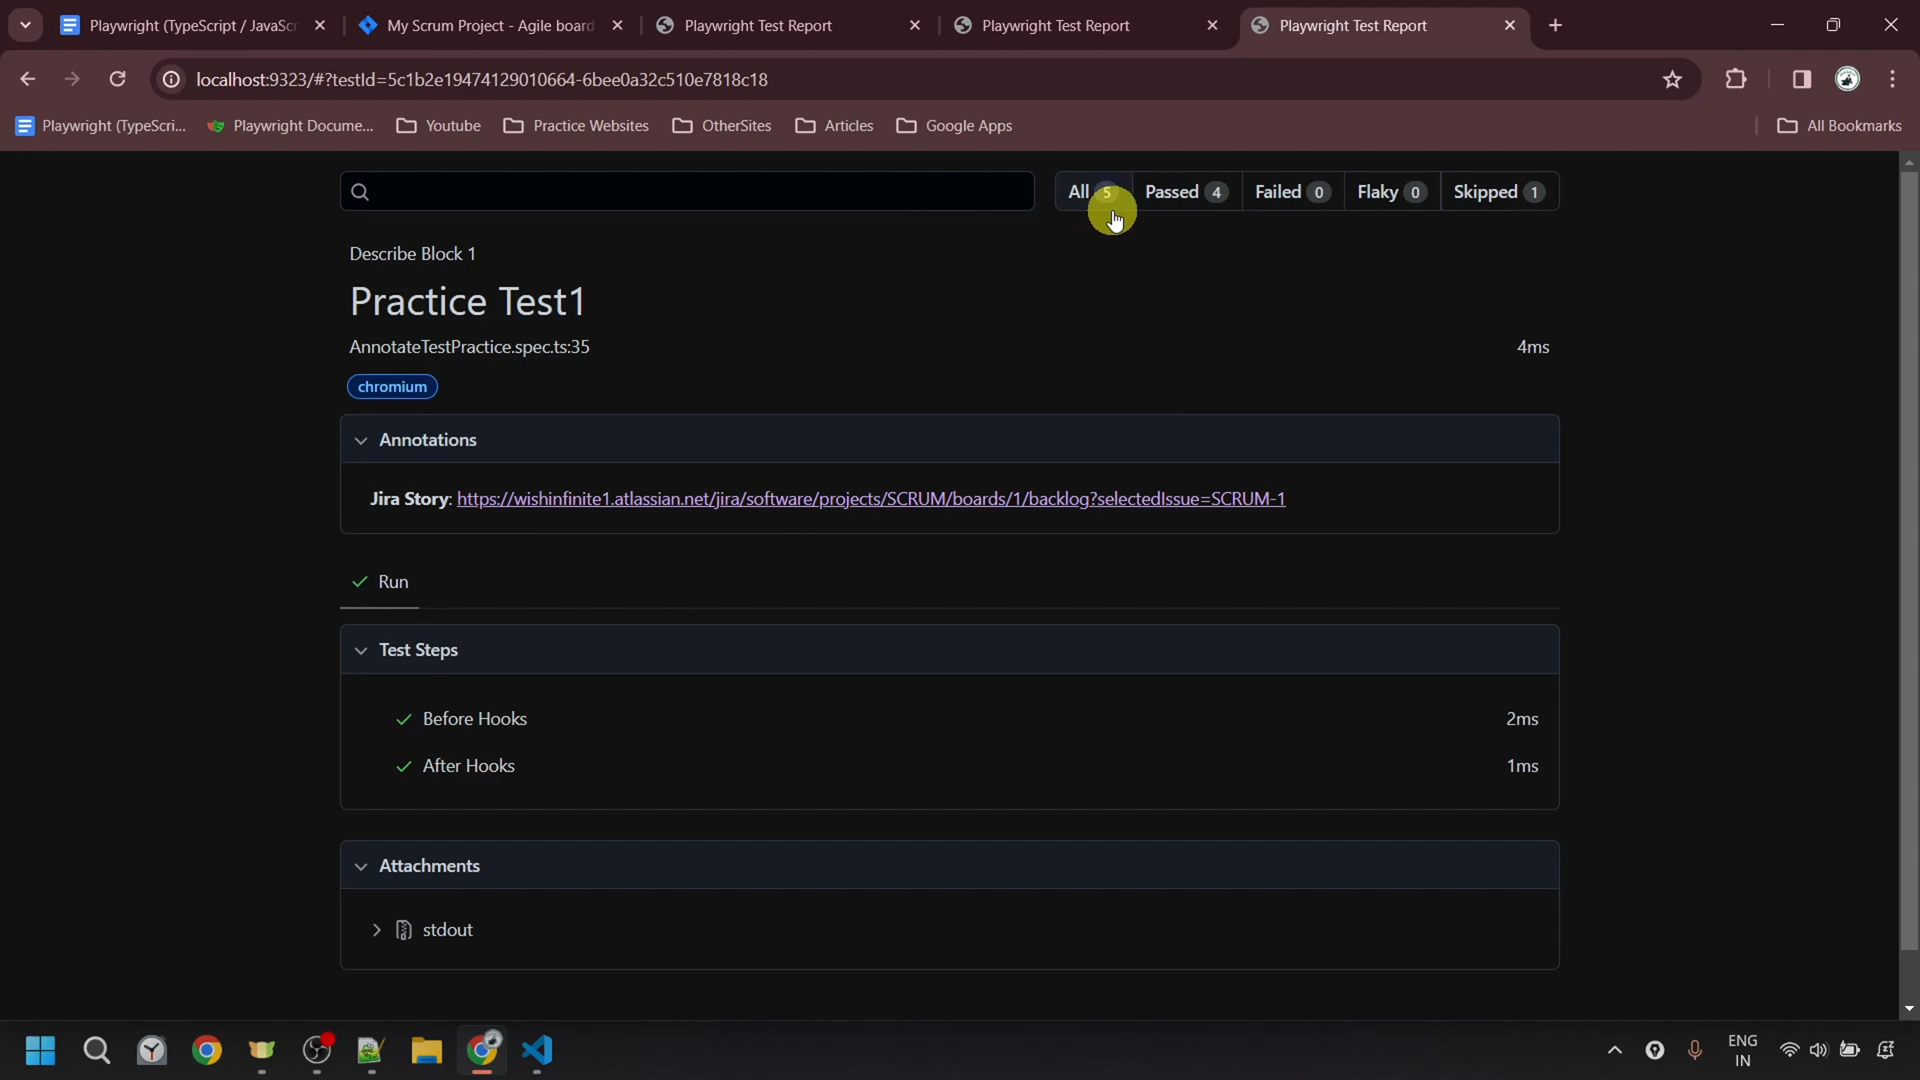 Playwright (TypeScript / JavaScr
My Scrum Project - Agile board
Playwright Test Report
Playwright Test Report
Playwright Test Report
localhost:9323/#?testId=5c1b2e19474129010664-6bee0a32c510e7818c18
Playwright (TypeScri...
Playwright Docume...
Youtube
Practice Websites
OtherSites
Articles
Google Apps
All Bookmarks
All 5
Passed 4
Failed 0
Flaky 0
Skipped 1
Describe Block 1
Practice Test1
AnnotateTestPractice.spec.ts:35
4ms
chromium
Annotations
Jira Story: https://wishinfinite1.atlassian.net/jira/software/projects/SCRUM/boards/1/backlog?selectedIssue=SCRUM-1
Run
Test Steps
Before Hooks
2ms
After Hooks
1ms
Attachments
stdout
ENG
IN